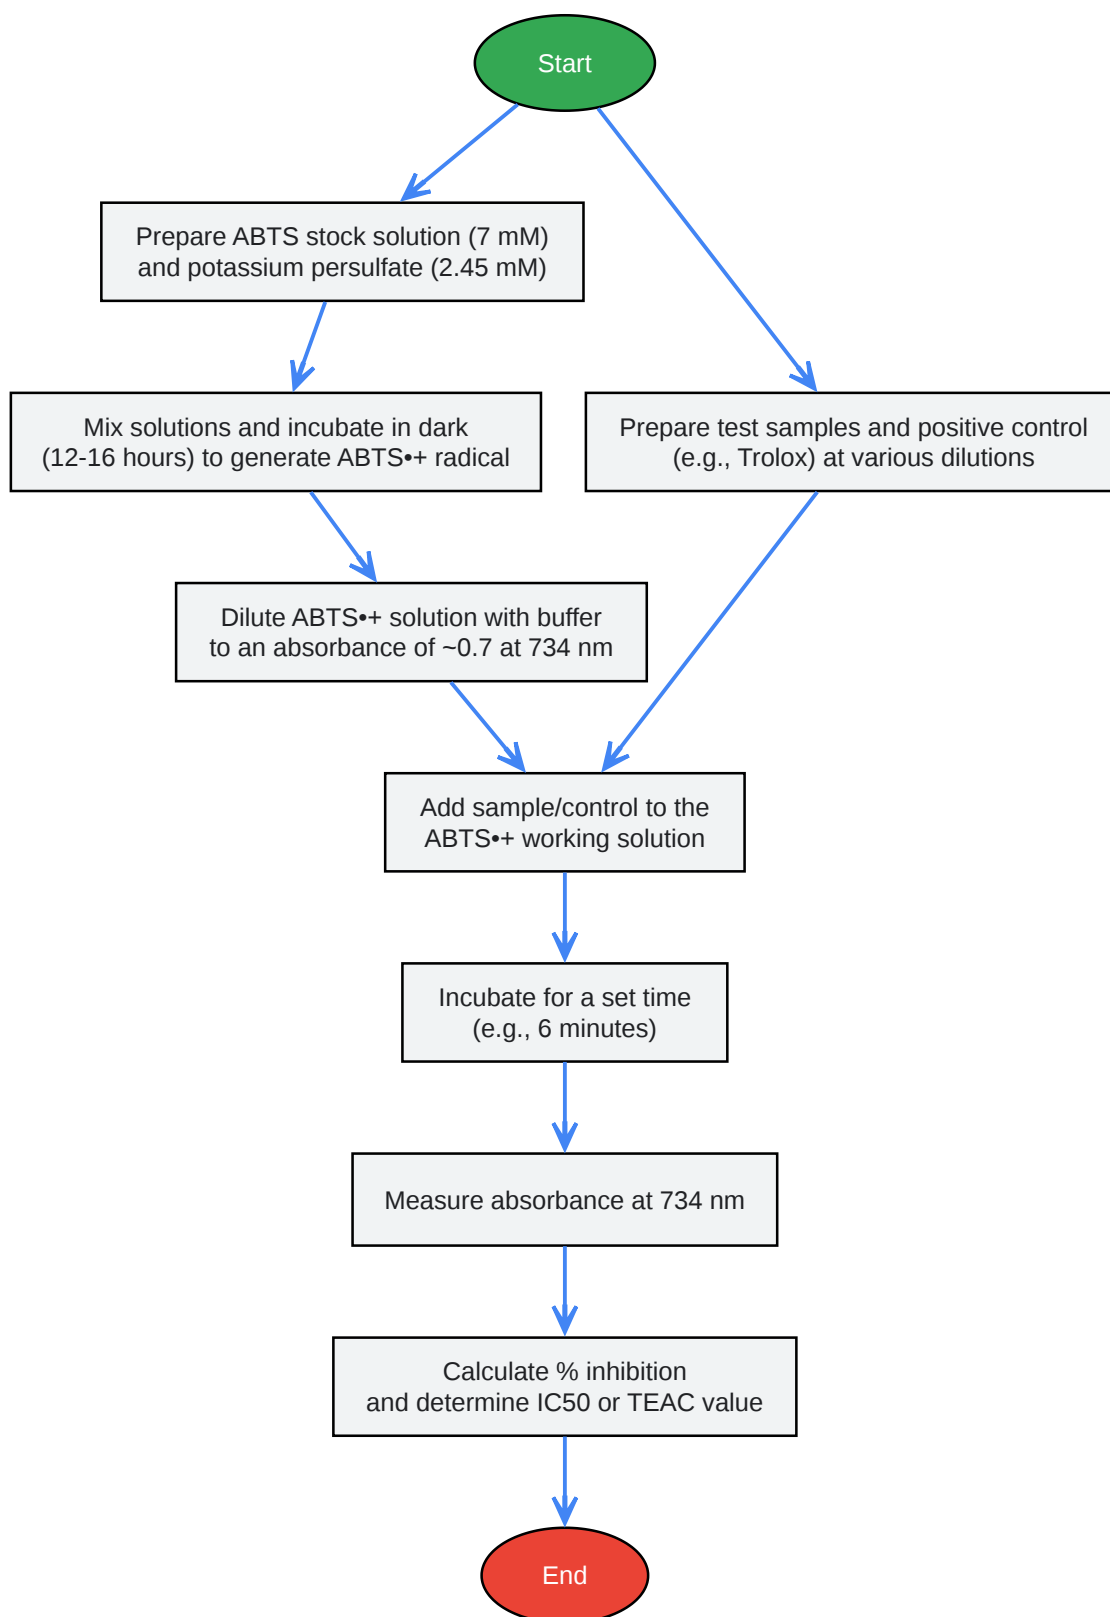 Start
Prepare ABTS stock solution (7 mM)
and potassium persulfate (2.45 mM)
Mix solutions and incubate in dark
(12-16 hours) to generate ABTS•+ radical
Prepare test samples and positive control
(e.g., Trolox) at various dilutions
Dilute ABTS•+ solution with buffer
to an absorbance of ~0.7 at 734 nm
Add sample/control to the
ABTS•+ working solution
Incubate for a set time
(e.g., 6 minutes)
Measure absorbance at 734 nm
Calculate % inhibition
and determine IC50 or TEAC value
End